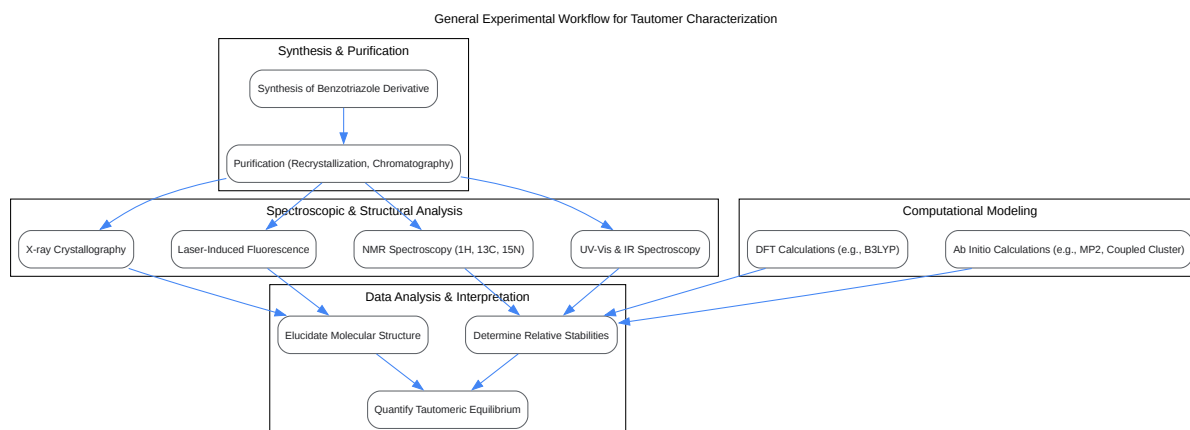 General Experimental Workflow for Tautomer Characterization
Synthesis & Purification
Synthesis of Benzotriazole Derivative
Purification (Recrystallization, Chromatography)
Spectroscopic & Structural Analysis
Computational Modeling
X-ray Crystallography
Laser-Induced Fluorescence
NMR Spectroscopy (1H, 13C, 15N)
UV-Vis & IR Spectroscopy
DFT Calculations (e.g., B3LYP)
Ab Initio Calculations (e.g., MP2, Coupled Cluster)
Data Analysis & Interpretation
Elucidate Molecular Structure
Determine Relative Stabilities
Quantify Tautomeric Equilibrium